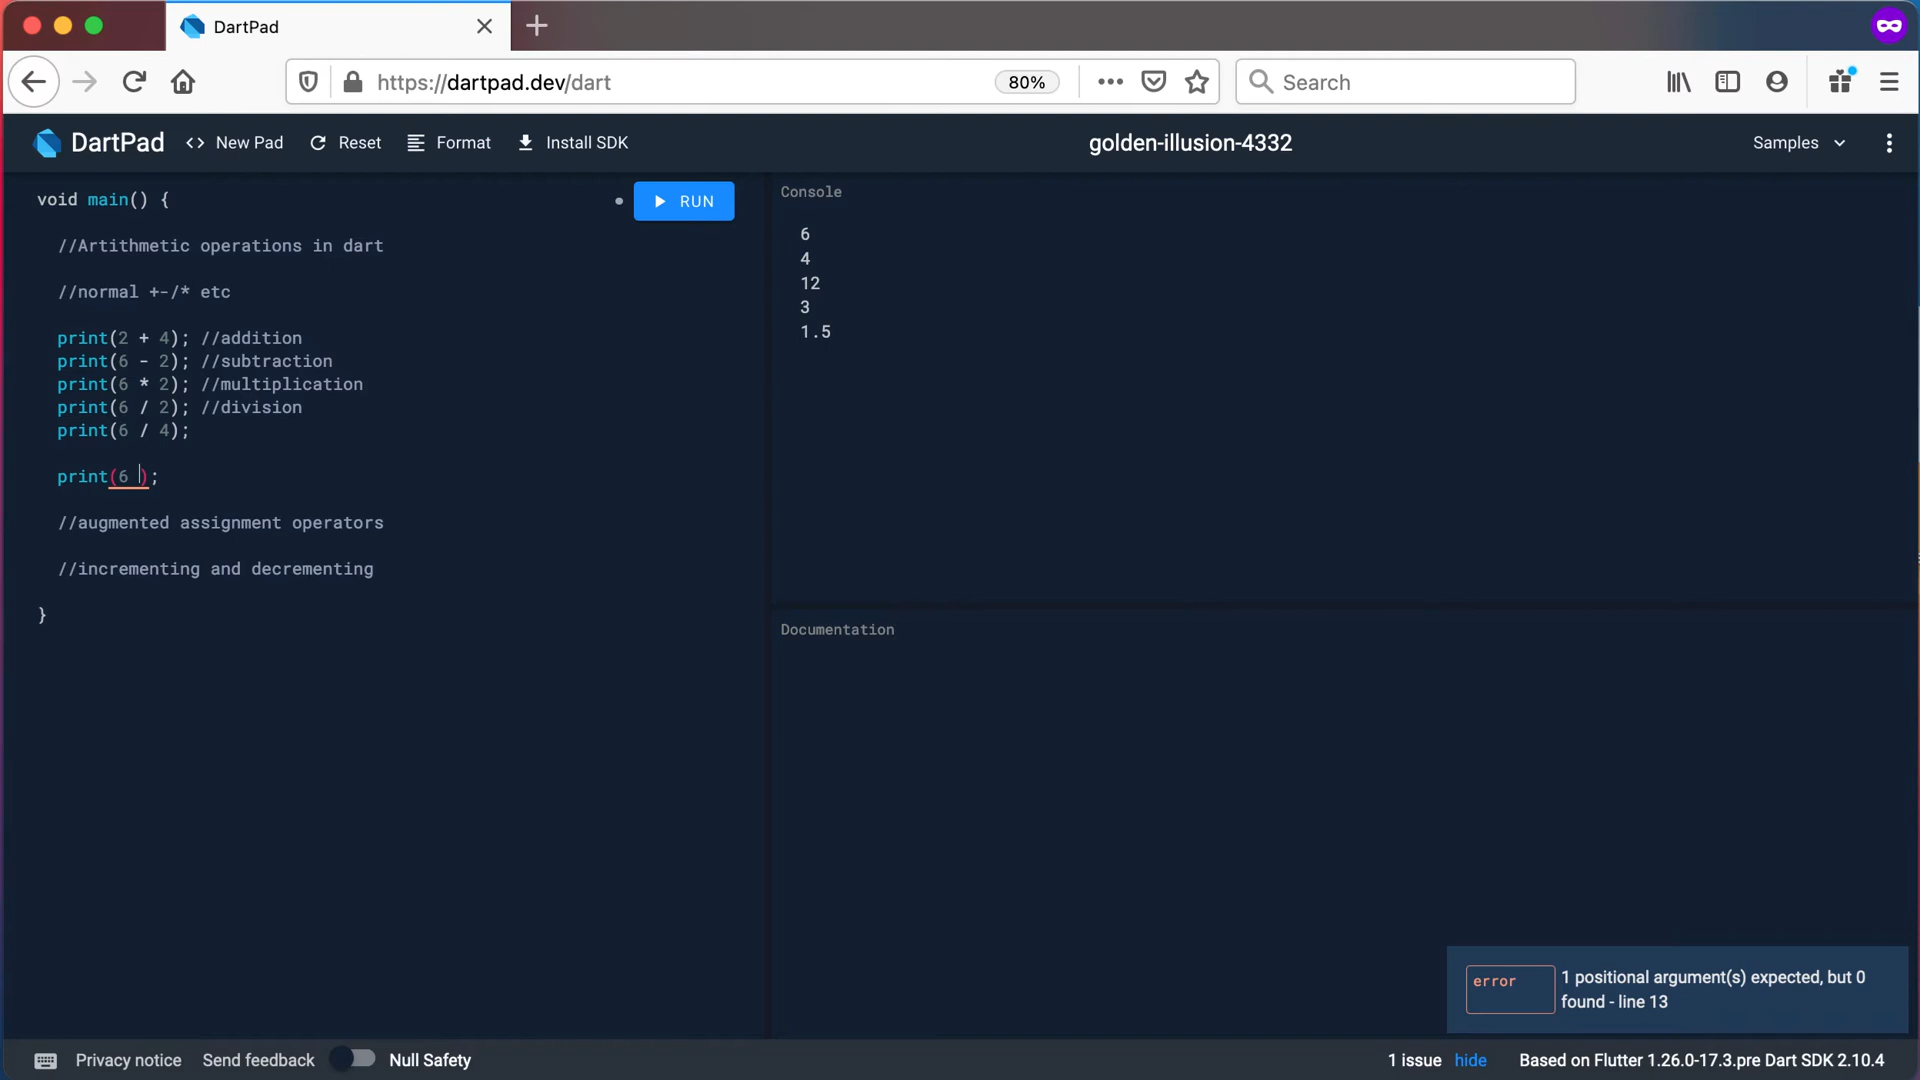 DartPad
https://dartpad.dev/dart
80%
Search
DartPad
New Pad
Reset
Format
Install SDK
golden-illusion-4332
Samples
void main() {
RUN
//Artithmetic operations in dart
//normal +-/* etc
print(2 + 4); //addition
print(6 - 2); //subtraction
print(6 * 2); //multiplication
print(6 / 2); //division
print(6 / 4);
print(6 );
//augmented assignment operators
//incrementing and decrementing
}
Console
6
4
12
3
1.5
Documentation
error
1 positional argument(s) expected, but 0
found - line 13
Privacy notice
Send feedback
Null Safety
1 issue
hide
Based on Flutter 1.26.0-17.3.pre Dart SDK 2.10.4